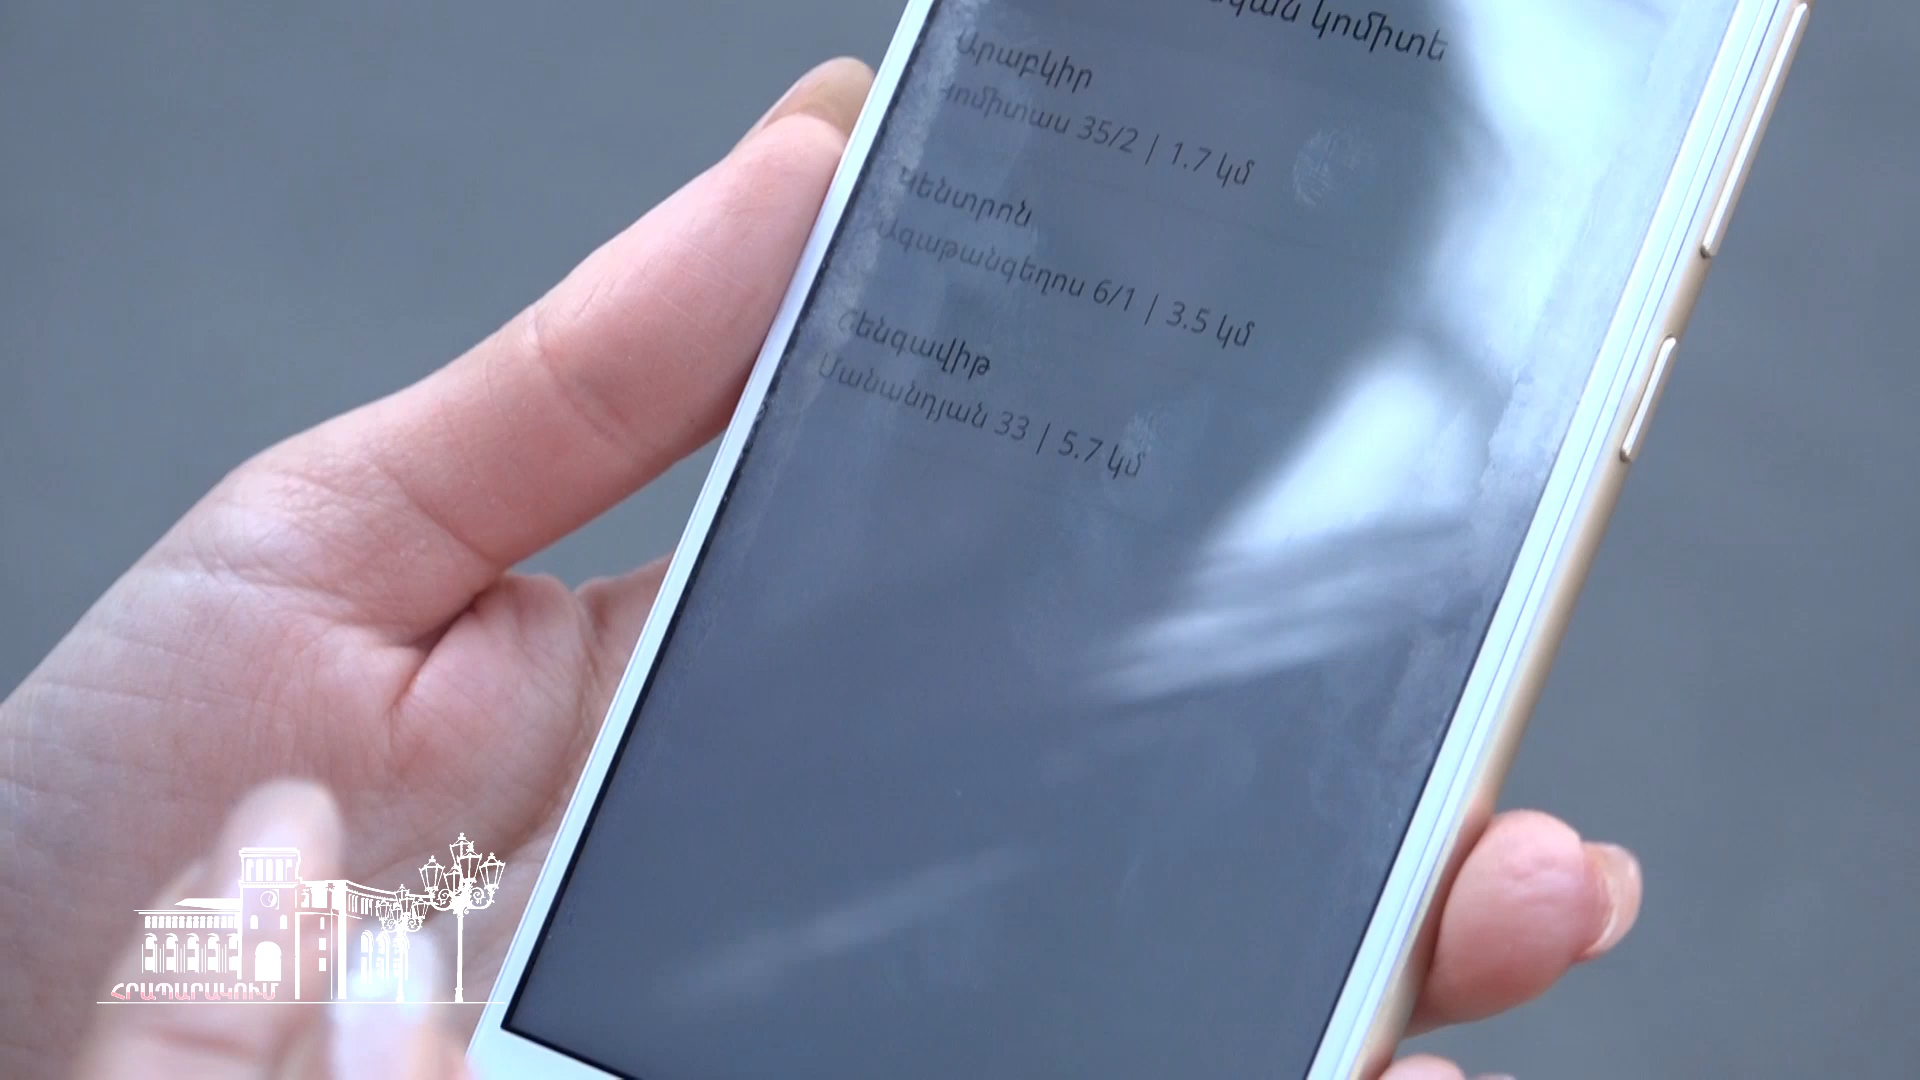 կոմիտե
Արաբկիր
Կոմիտաս 35/2 | 1.7 կմ
Կենտրոն
Ագաթանգեղոս 6/1 | 3.5 կմ
Շենգավիթ
Մանանդյան 33 | 5.7 կմ
ՀՐԱՊԱՐԱԿՈՒՄ